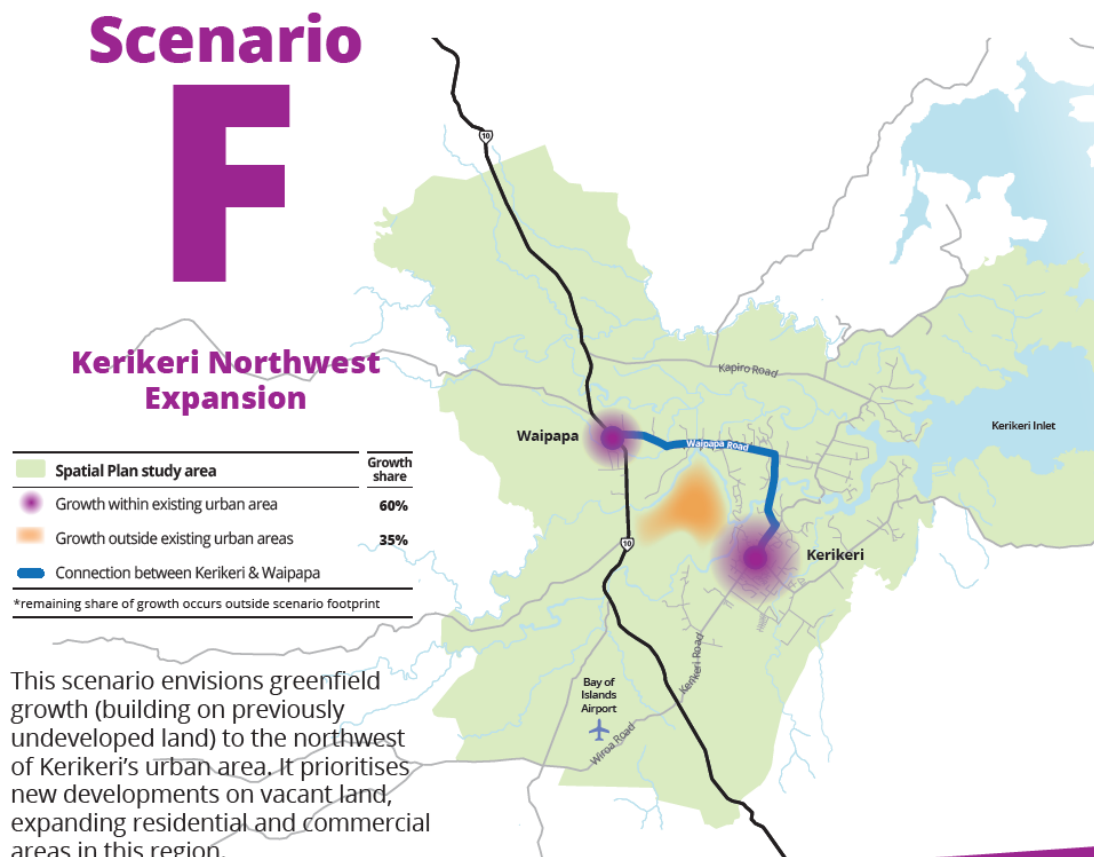 Scenario
F
Kerikeri Northwest
Expansion
Growth
share
Spatial Plan study area
Growth within existing urban area 60%
Growth outside existing urban areas 35%
Connection between Kerikeri & Waipapa
*remaining share of growth occurs outside scenario footprint
This scenario envisions greenfield
growth (building on previously
undeveloped land) to the northwest
of Kerikeri's urban area. It prioritises
new developments on vacant land,
expanding residential and commercial
areas in this region.
10
Kapiro Road
Waipapa
Waipapa Road
Kerikeri Inlet
10
Kerikeri
Kerikeri Road
Bay of
Islands
Airport
Wiroa Road